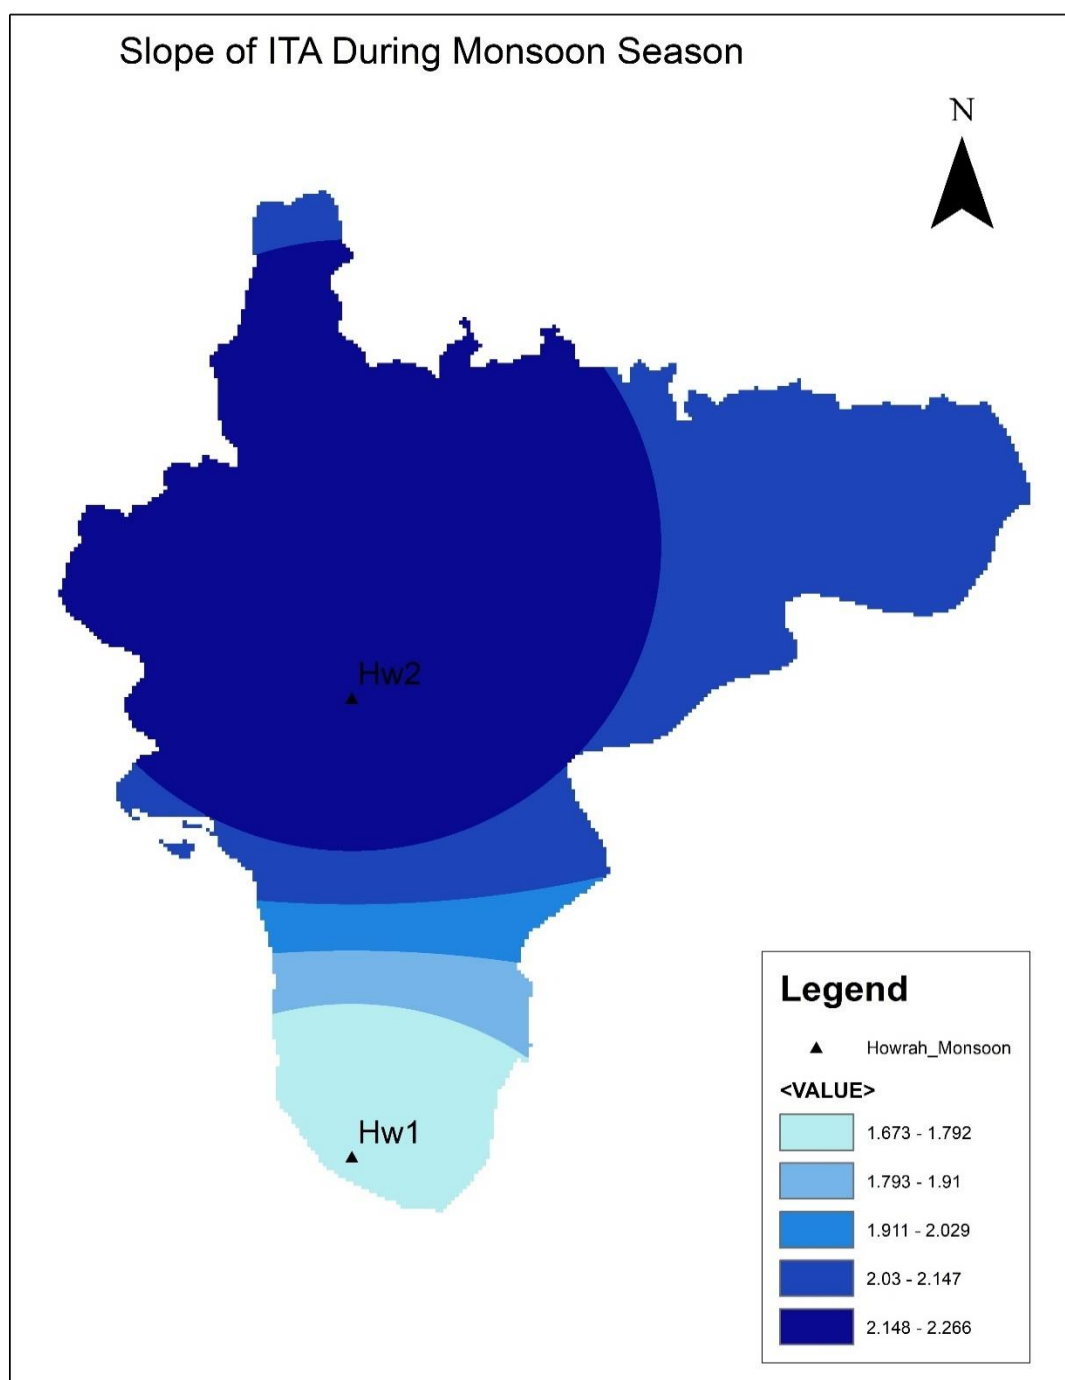 Slope of ITA During Monsoon Season
N
Hw2
Hw1
Legend
Howrah_Monsoon
<VALUE>
1.673 - 1.792
1.793 - 1.91
1.911 - 2.029
2.03 - 2.147
2.148 - 2.266